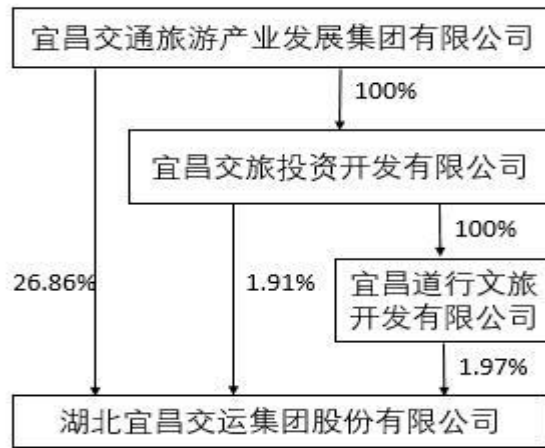 宜昌交通旅游产业发展集团有限公司
100%
宜昌交旅投资开发有限公司
100%
26.86%
1.91%
宜昌道行文旅
开发有限公司
1.97%
湖北宜昌交运集团股份有限公司